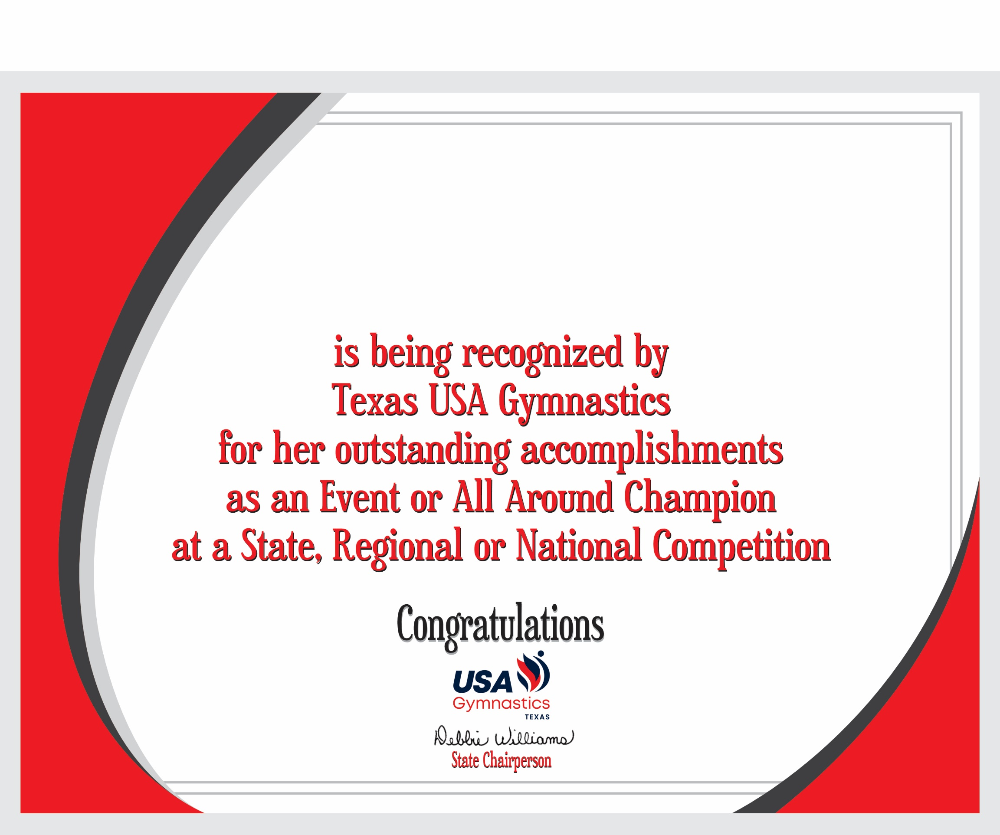 is being recognized by
Texas USA Gymnastics
for her outstanding accomplishments
as an Event or All Around Champion
at a State, Regional or National Competition
Congratulations
USA
Gymnastics
TEXAS
Debbie Williams
State Chairperson